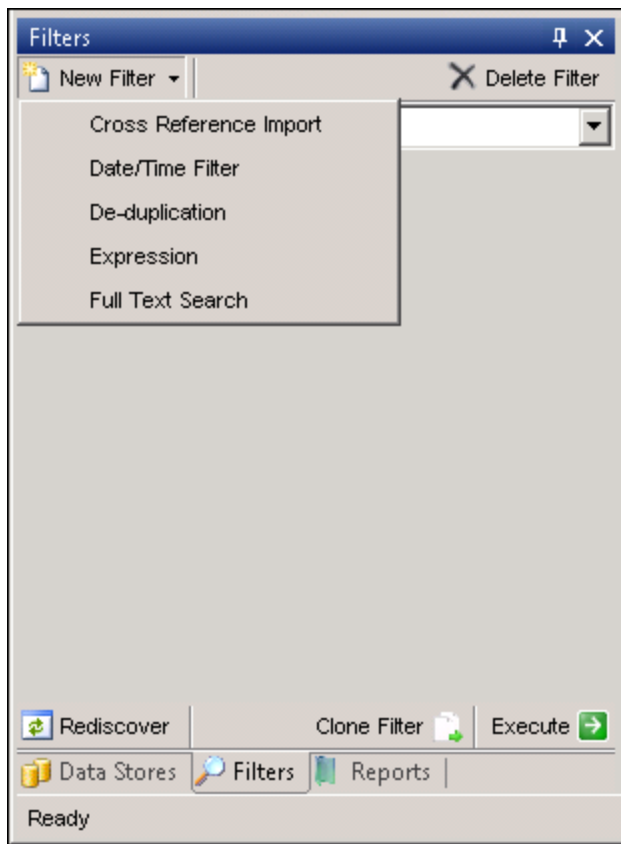 Filters
New Filter Delete Filter
Cross Reference Import
Date/Time Filter
De-duplication
Expression
Full Text Search
Rediscover Clone Filter Execute
Data Stores Filters Reports
Ready